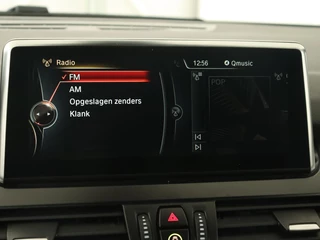 Radio
12:56 Qmusic
FM
AM
Opgeslagen zenders
Klank
POP